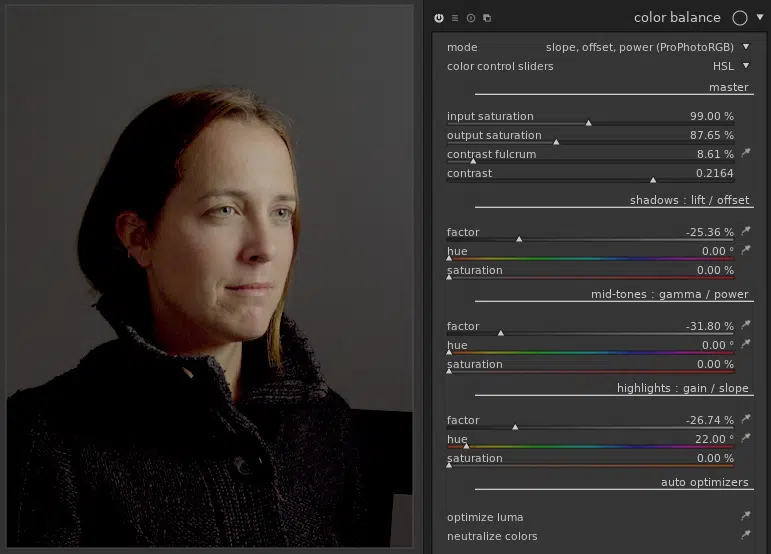 color balance
mode slope, offset, power (ProPhotoRGB)
color control sliders HSL
master
input saturation 99.00 %
output saturation 87.65 %
contrast fulcrum 8.61 %
contrast 0.2164
shadows : lift / offset
factor -25.36 %
hue 0.00 °
saturation 0.00 %
mid-tones : gamma / power
factor -31.80 %
hue 0.00 °
saturation 0.00 %
highlights : gain / slope
factor -26.74 %
hue 22.00 °
saturation 0.00 %
auto optimizers
optimize luma
neutralize colors